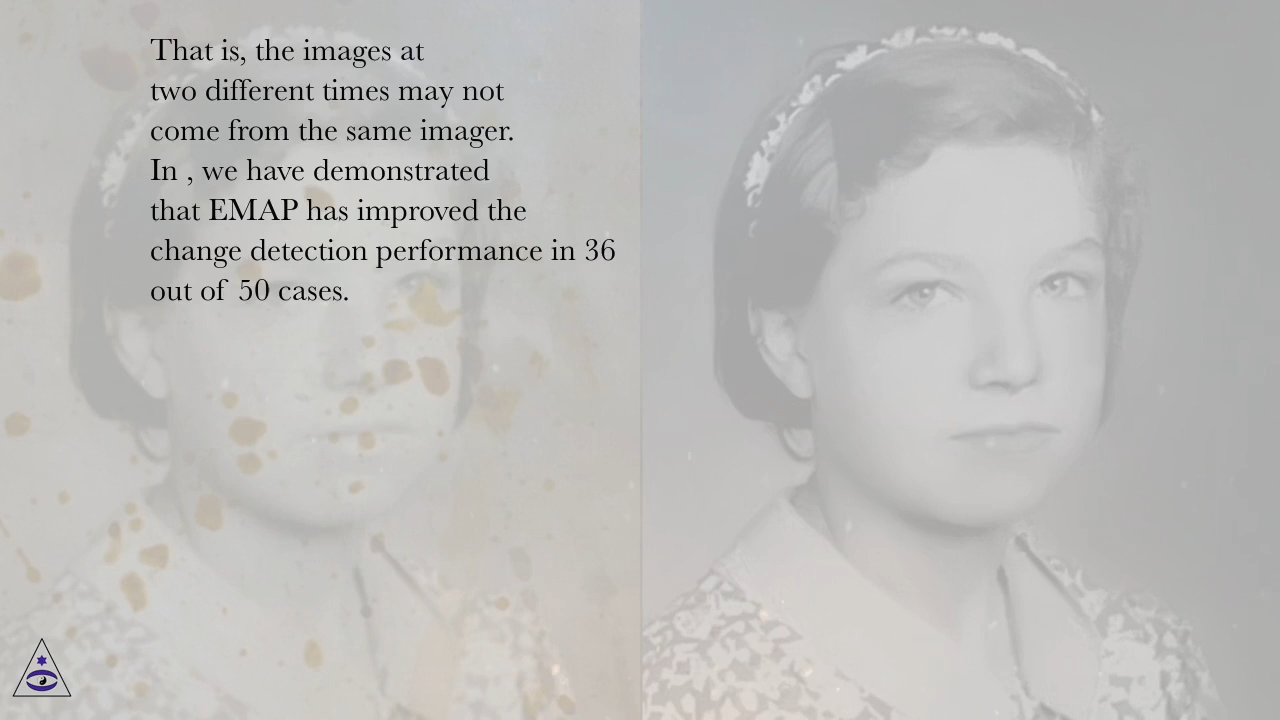 That is, the images at
two different times may not
come from the same imager.
In , we have demonstrated
that EMAP has improved the
change detection performance in 36
out of 50 cases.